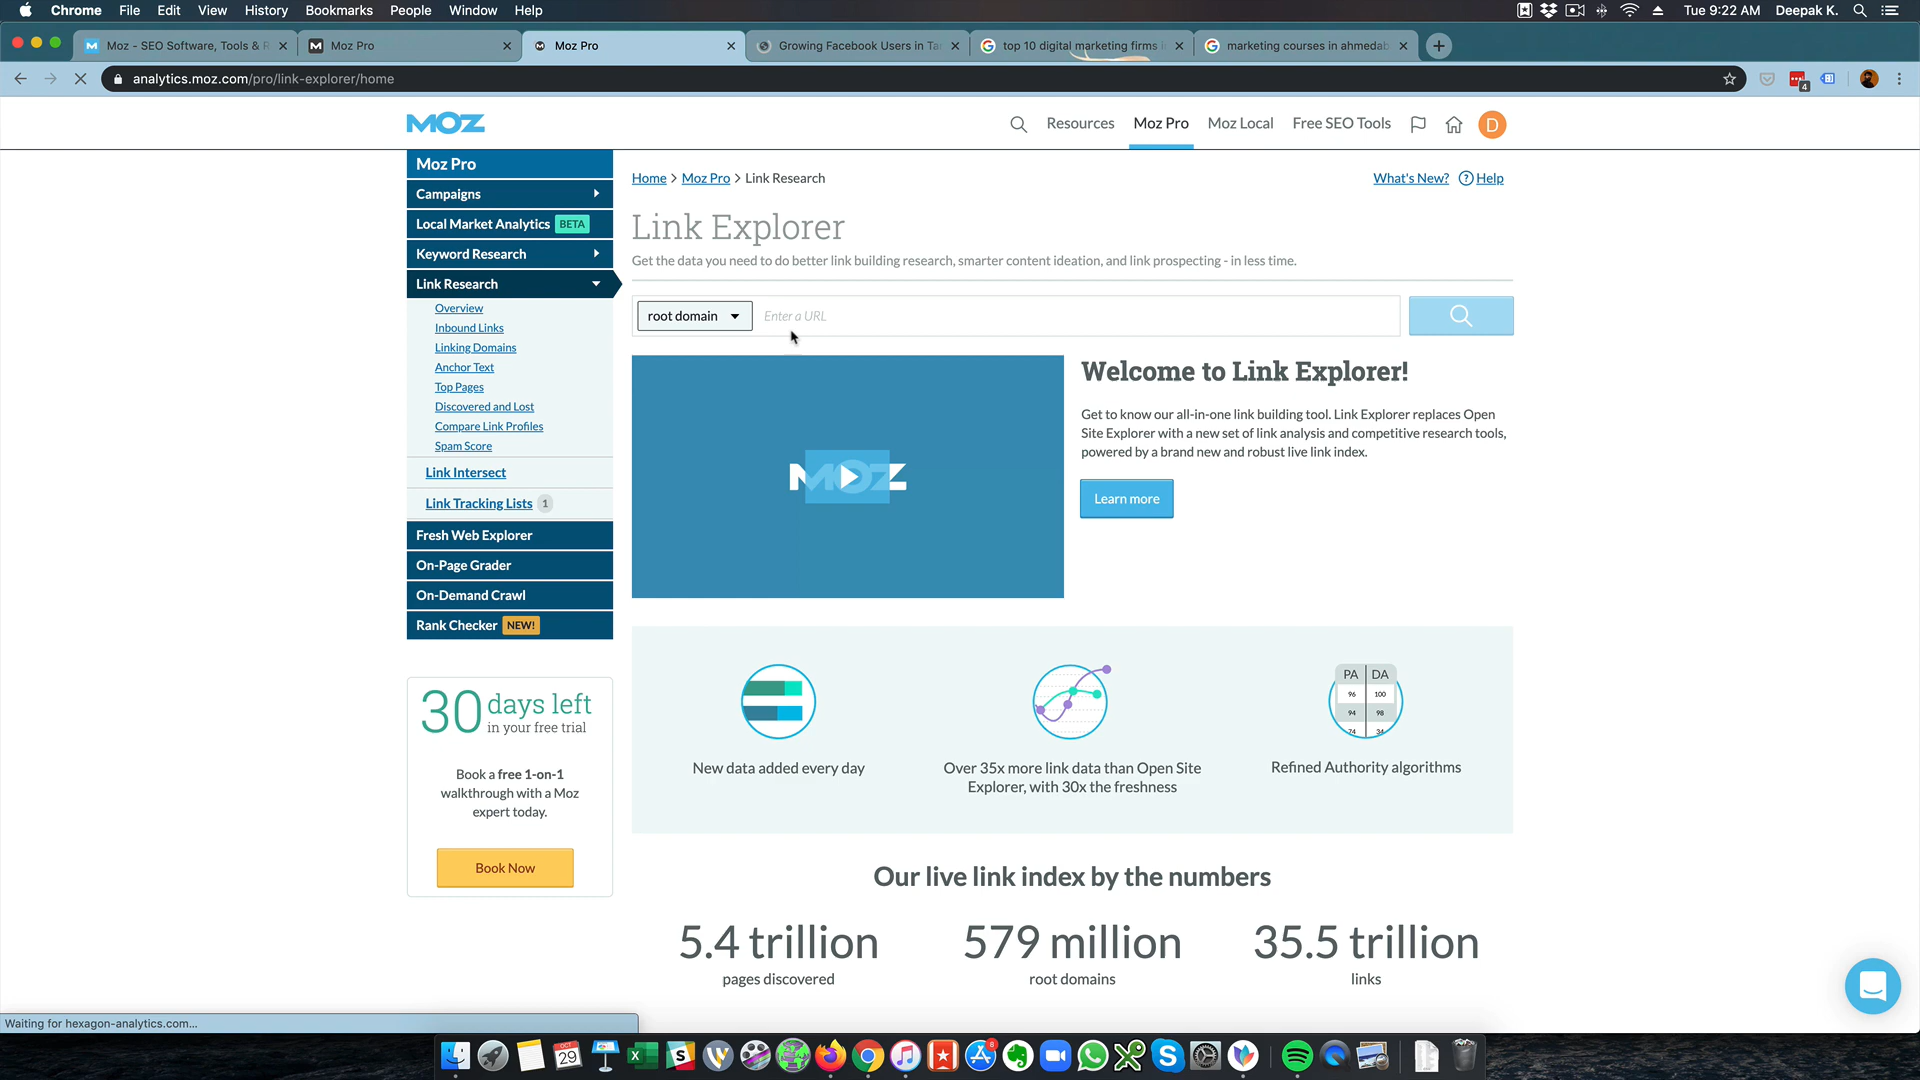 Chrome File Edit View History Bookmarks People Window Help Tue 9:22 AM Deepak K.
Moz - SEO Software, Tools & R Moz Pro Moz Pro Growing Facebook Users in Ta top 10 digital marketing firms i marketing courses in ahmedab
analytics.moz.com/pro/link-explorer/home
4
MOZ Resources Moz Pro Moz Local Free SEO Tools D
Moz Pro
Campaigns
Local Market Analytics BETA
Keyword Research
Link Research
Overview
Inbound Links
Linking Domains
Anchor Text
Top Pages
Discovered and Lost
Compare Link Profiles
Spam Score
Link Intersect
Link Tracking Lists 1
Fresh Web Explorer
On-Page Grader
On-Demand Crawl
Rank Checker NEW!
30 days left
in your free trial
Book a free 1-on-1
walkthrough with a Moz
expert today.
Book Now
Home > Moz Pro > Link Research What's New? ? Help
Link Explorer
Get the data you need to do better link building research, smarter content ideation, and link prospecting - in less time.
root domain Enter a URL
MOZ
Welcome to Link Explorer!
Get to know our all-in-one link building tool. Link Explorer replaces Open
Site Explorer with a new set of link analysis and competitive research tools,
powered by a brand new and robust live link index.
Learn more
PA DA
96 100
94 98
74 34
New data added every day
Over 35x more link data than Open Site
Explorer, with 30x the freshness
Refined Authority algorithms
Our live link index by the numbers
5.4 trillion 579 million 35.5 trillion
pages discovered root domains links
Waiting for hexagon-analytics.com...
OCT
29
8